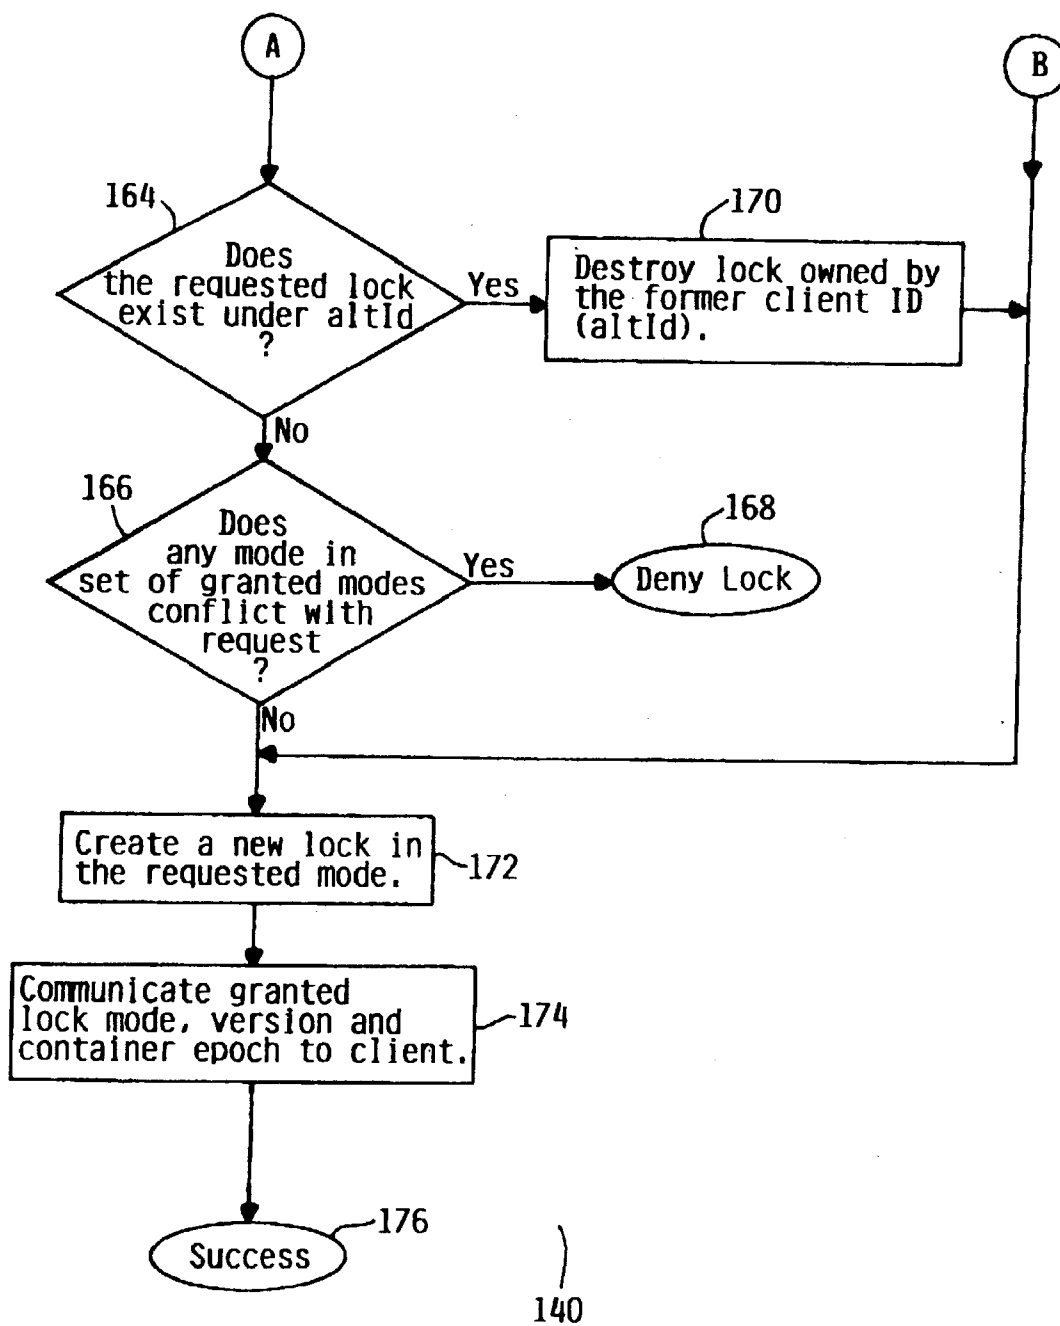 A
B
164
Does
the requested lock
exist under altId
?
Yes
170
Destroy lock owned by
the former client ID
(altId).
No
166
Does
any mode in
set of granted modes
conflict with
request
?
Yes
168
Deny Lock
No
Create a new lock in
the requested mode.
172
Communicate granted
lock mode, version and
container epoch to client.
174
176
Success
140